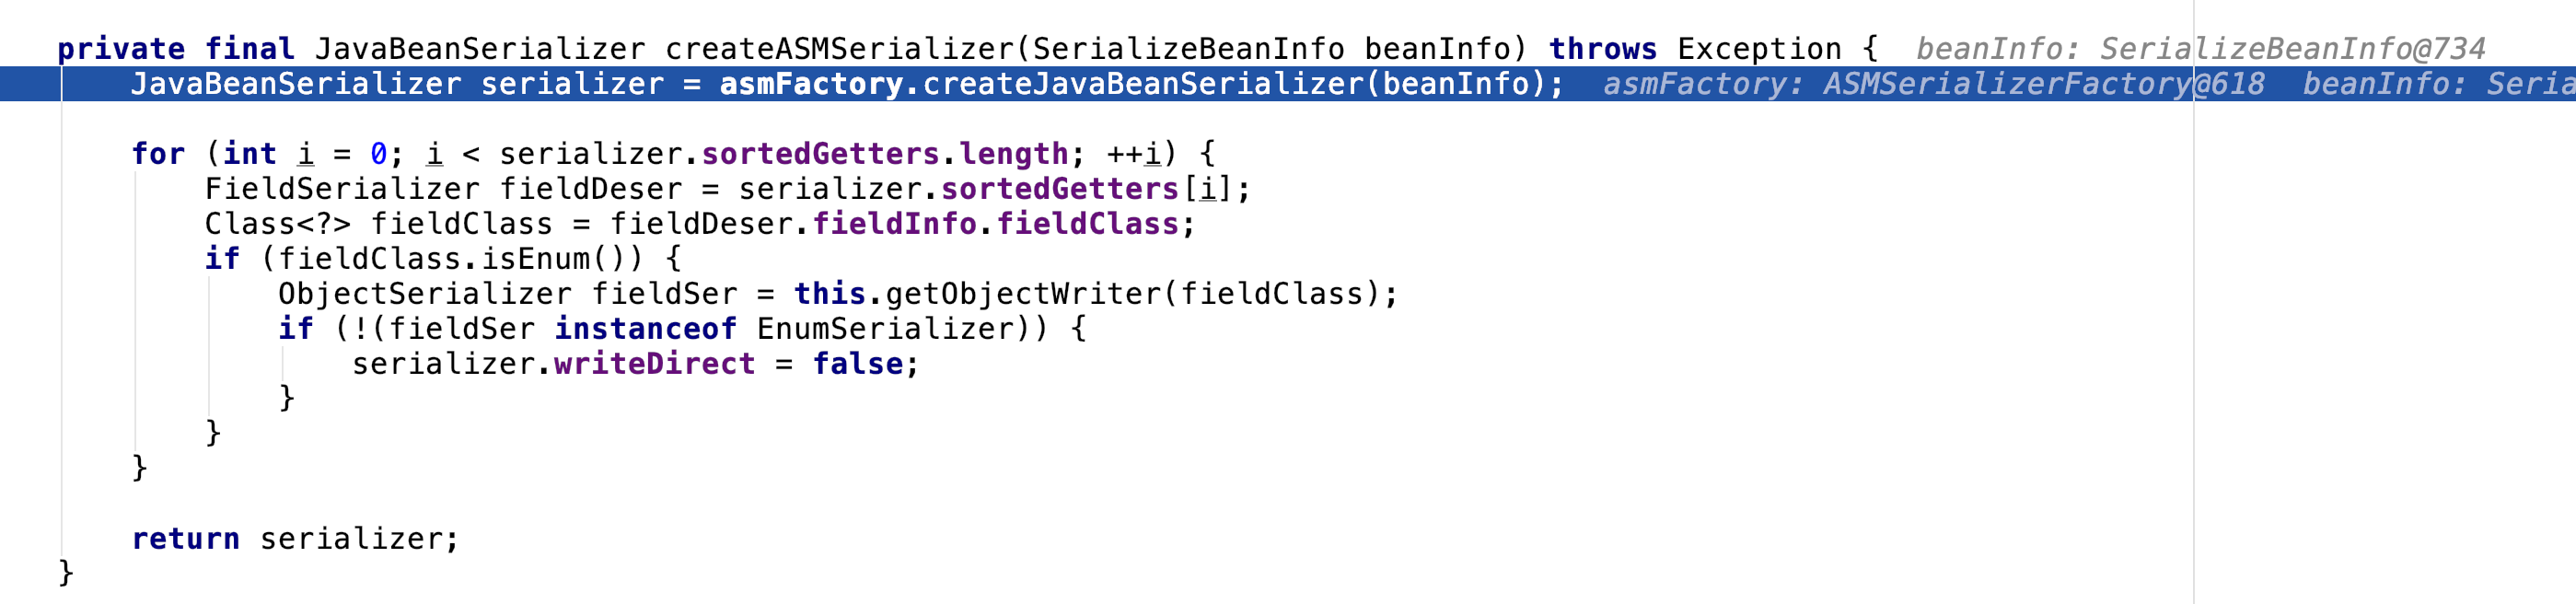 private final JavaBeanSerializer createASMSerializer(SerializeBeanInfo beanInfo) throws Exception {  beanInfo: SerializeBeanInfo@734
    JavaBeanSerializer serializer = asmFactory.createJavaBeanSerializer(beanInfo);  asmFactory: ASMSerializerFactory@618  beanInfo: Seria

    for (int i = 0; i < serializer.sortedGetters.length; ++i) {
        FieldSerializer fieldDeser = serializer.sortedGetters[i];
        Class<?> fieldClass = fieldDeser.fieldInfo.fieldClass;
        if (fieldClass.isEnum()) {
            ObjectSerializer fieldSer = this.getObjectWriter(fieldClass);
            if (!(fieldSer instanceof EnumSerializer)) {
                serializer.writeDirect = false;
            }
        }
    }

    return serializer;
}